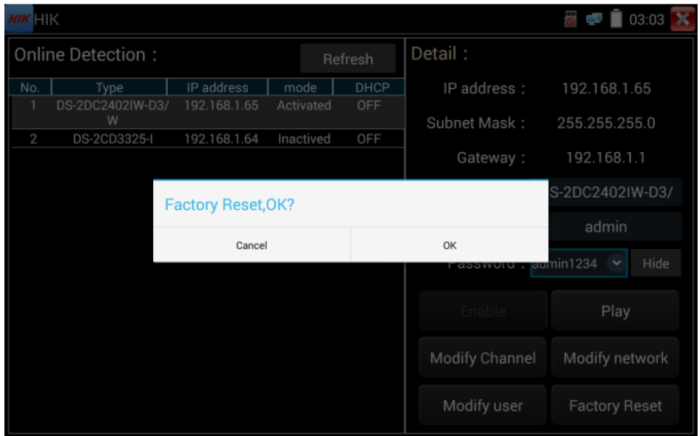 HIK HIK 03:03
Online Detection :
Refresh
No. Type IP address mode DHCP
1 DS-2DC2402IW-D3/ 192.168.1.65 Activated OFF
W
2 DS-2CD3325-I 192.168.1.64 Inactived OFF
Factory Reset,OK?
Cancel OK
Detail :
IP address : 192.168.1.65
Subnet Mask : 255.255.255.0
Gateway : 192.168.1.1
S-2DC2402IW-D3/
admin
Password : admin1234 Hide
Enable Play
Modify Channel Modify network
Modify user Factory Reset